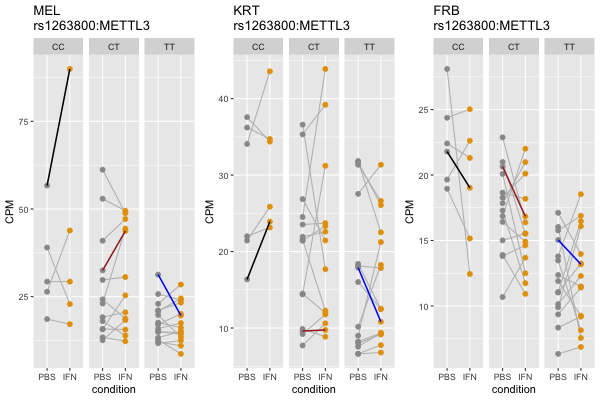 MEL
rs1263800:METTL3
CC CT TT
CPM
75
50
25
PBS IFN PBS IFN PBS IFN
condition
KRT
rs1263800:METTL3
CC CT TT
CPM
40
30
20
10
PBS IFN PBS IFN PBS IFN
condition
FRB
rs1263800:METTL3
CC CT TT
CPM
25
20
15
10
PBS IFN PBS IFN PBS IFN
condition